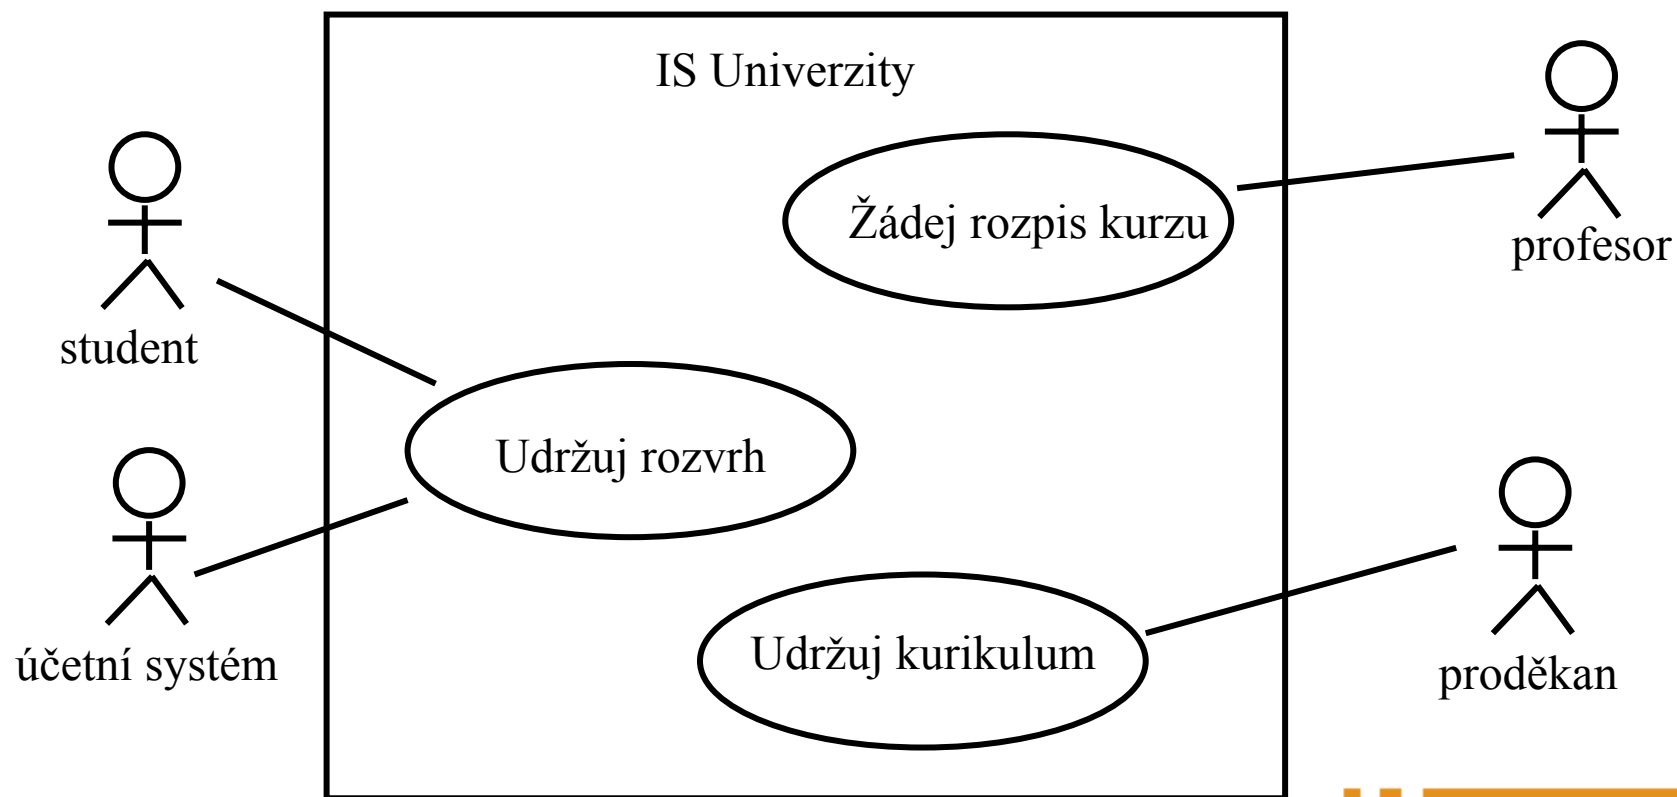 IS Univerzity
Žádej rozpis kurzu
profesor
student
Udržuj rozvrh
účetní systém
Udržuj kurikulum
proděkan